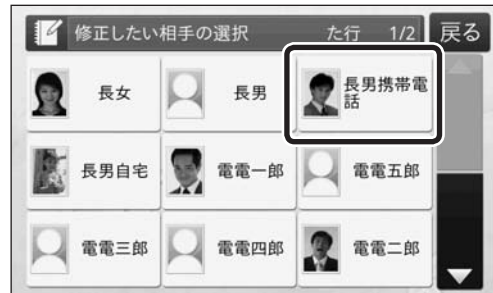 修正したい相手の選択 た行 1/2 戻る
長女 長男 長男携帯電
話
長男自宅 電電一郎 電電五郎
電電三郎 電電四郎 電電二郎